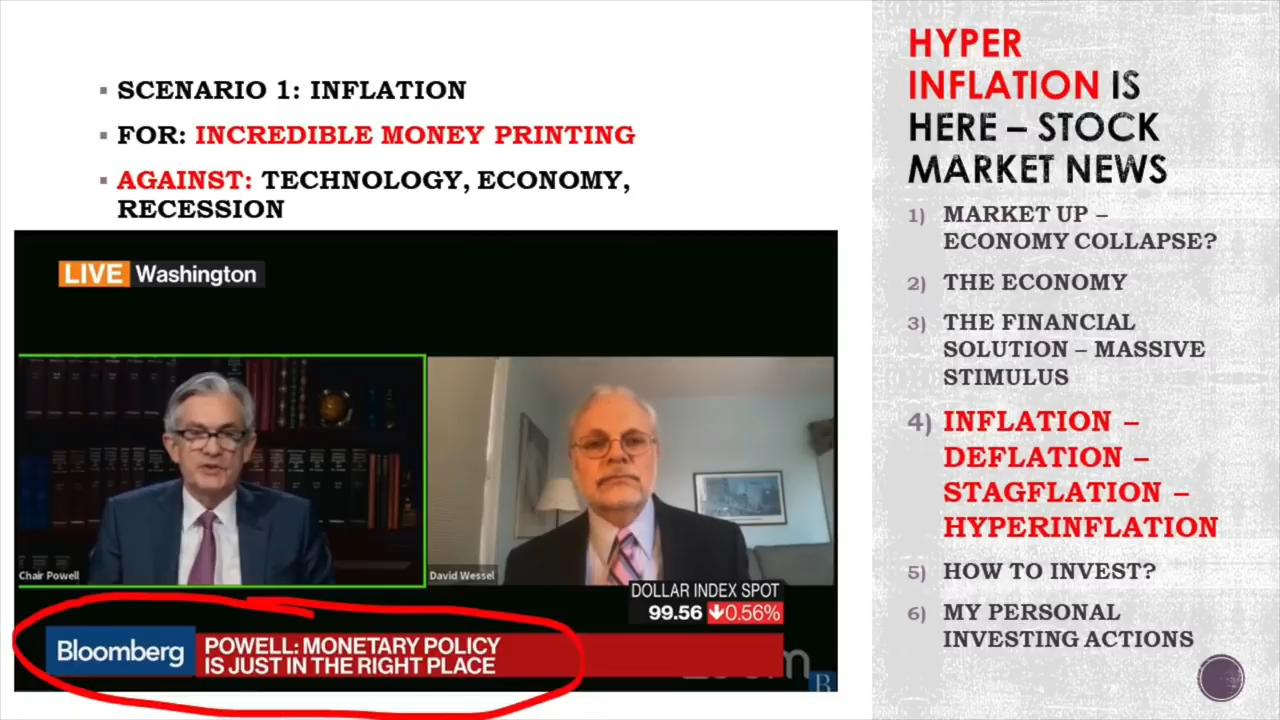 SCENARIO 1: INFLATION
FOR: INCREDIBLE MONEY PRINTING
AGAINST: TECHNOLOGY, ECONOMY,
RECESSION
LIVE Washington
Chair Powell
David Wessel
DOLLAR INDEX SPOT
99.56 0.56%
Bloomberg
POWELL: MONETARY POLICY
IS JUST IN THE RIGHT PLACE
zoom
B
HYPER
INFLATION IS
HERE – STOCK
MARKET NEWS
1) MARKET UP –
ECONOMY COLLAPSE?
2) THE ECONOMY
3) THE FINANCIAL
SOLUTION – MASSIVE
STIMULUS
4) INFLATION –
DEFLATION –
STAGFLATION –
HYPERINFLATION
5) HOW TO INVEST?
6) MY PERSONAL
INVESTING ACTIONS